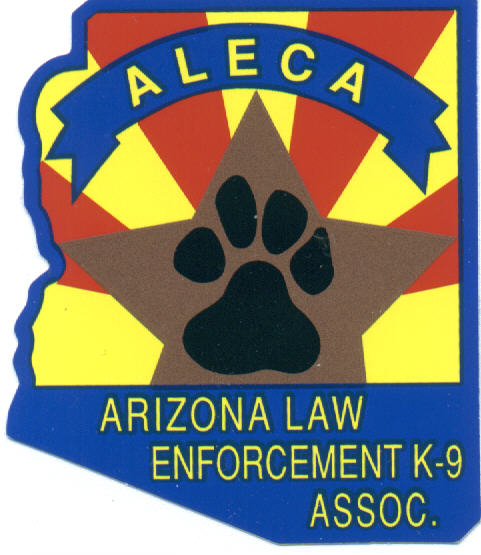 ALECA
ARIZONA LAW
ENFORCEMENT K-9
ASSOC.